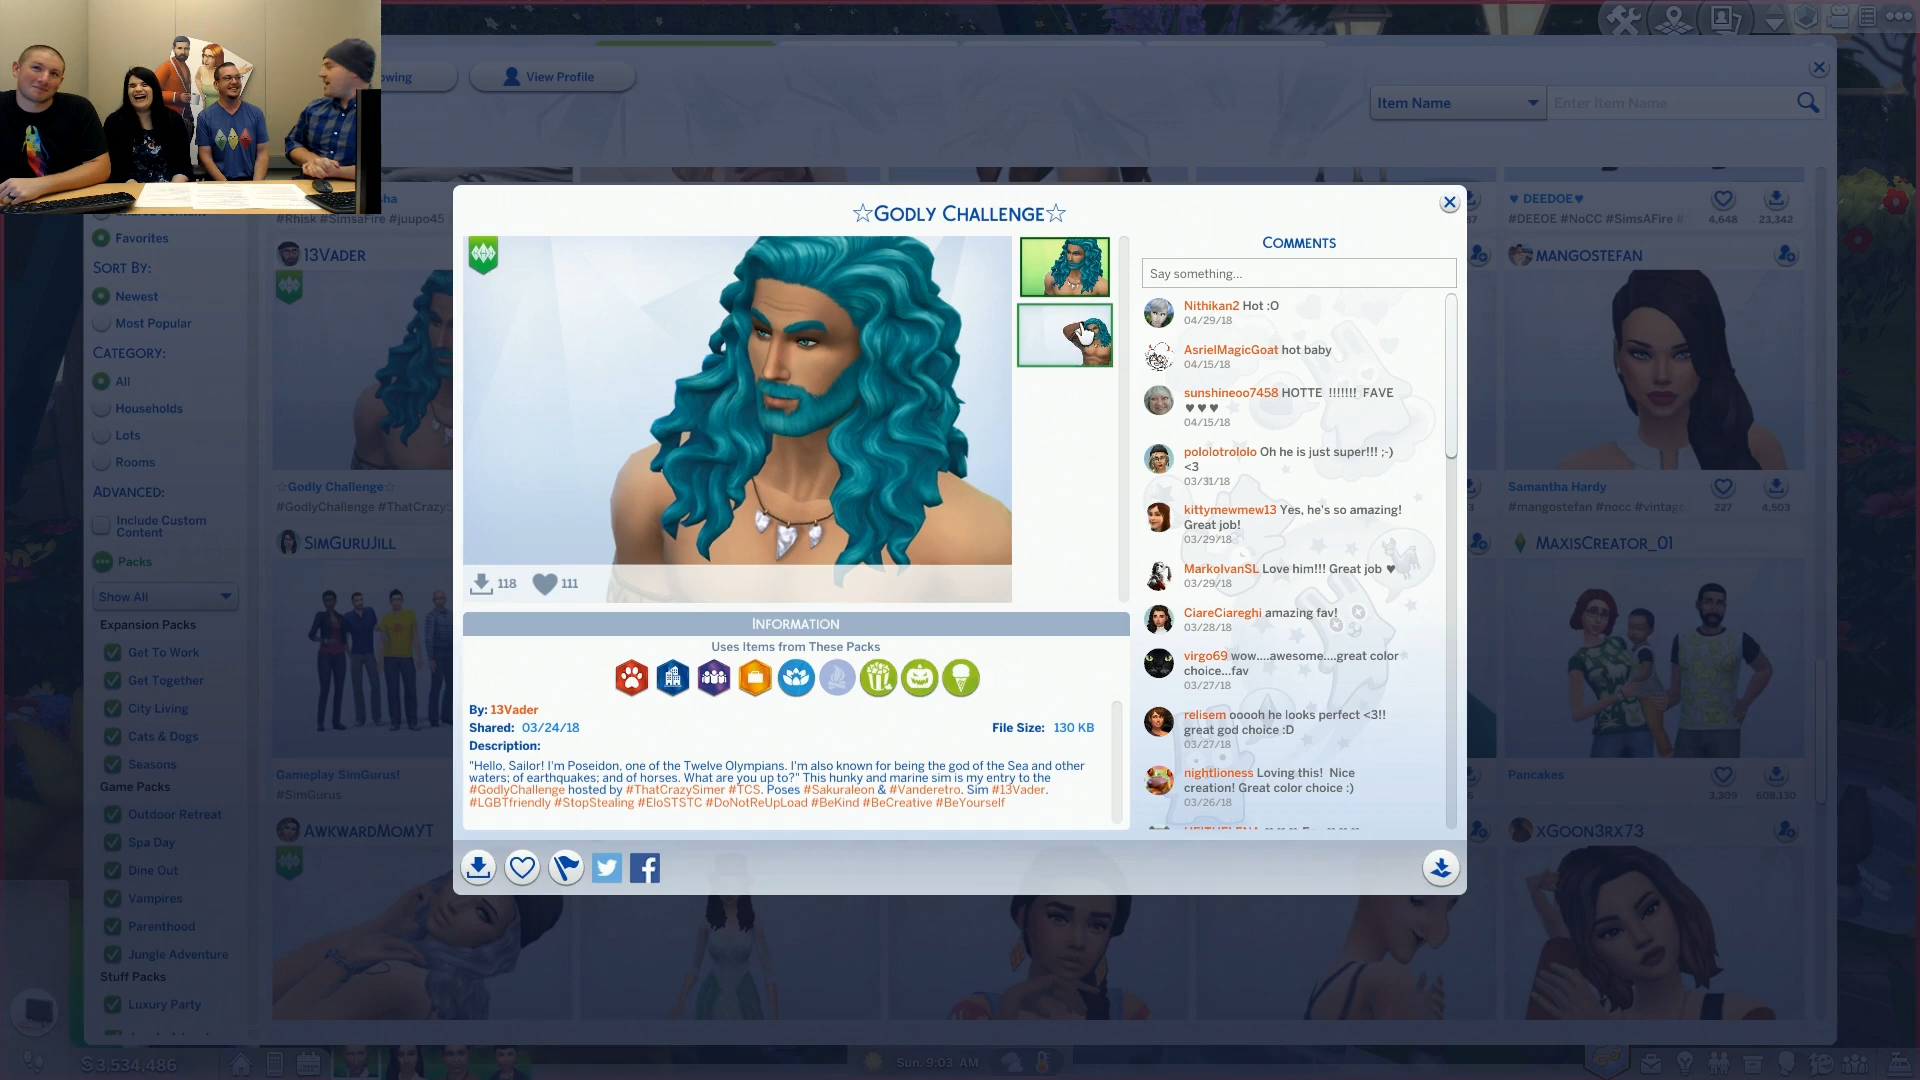 owing
View Profile
Item Name
Enter Item Name
#Rhisk #SimsaFire #juupo45
Favorites
SORT BY:
Newest
Most Popular
CATEGORY:
All
Households
Lots
Rooms
ADVANCED:
Include Custom
Content
Packs
Show All
Expansion Packs
Get To Work
Get Together
City Living
Cats & Dogs
Seasons
Game Packs
Outdoor Retreat
Spa Day
Dine Out
Vampires
Parenthood
Jungle Adventure
Stuff Packs
Luxury Party
13VADER
☆Godly Challenge☆
#GodlyChallenge #ThatCrazyS
SIMGURUJILL
Gameplay SimGurus!
#SimGurus
AWKWARDMOMYT
☆GODLY CHALLENGE☆
118
111
INFORMATION
Uses Items from These Packs
By: 13Vader
Shared: 03/24/18
File Size: 130 KB
Description:
"Hello, Sailor! I'm Poseidon, one of the Twelve Olympians. I'm also known for being the god of the Sea and other
waters; of earthquakes; and of horses. What are you up to?" This hunky and marine sim is my entry to the
#GodlyChallenge hosted by #ThatCrazySimer #TCS. Poses #Sakuraleon & #Vanderetro. Sim #13Vader.
#LGBTfriendly #StopStealing #EloSTSTC #DoNotReUpLoad #BeKind #BeCreative #BeYourself
COMMENTS
Say something...
Nithikan2 Hot :O
04/29/18
AsrielMagicGoat hot baby
04/15/18
sunshineoo7458 HOTTE !!!!!!! FAVE
♥♥♥
04/15/18
pololotrololo Oh he is just super!!! ;-)
<3
03/31/18
kittymewmew13 Yes, he's so amazing!
Great job!
03/29/18
MarkoIvanSL Love him!!! Great job ♥
03/29/18
CiareCiareghi amazing fav!
03/28/18
virgo69 wow....awesome....great color
choice...fav
03/27/18
relisem ooooh he looks perfect <3!!
great god choice :D
03/27/18
nightlioness Loving this! Nice
creation! Great color choice :)
03/26/18
♥ DEEDOE♥
#DEEOE #NoCC #SimsAFire #
4,648
23,342
MANGOSTEFAN
Samantha Hardy
#mangostefan #nocc #vintage
227
4,503
MAXISCREATOR_01
Pancakes
3,309
608,130
XGOON3RX73
§3,534,486
Sun. 9:03 AM